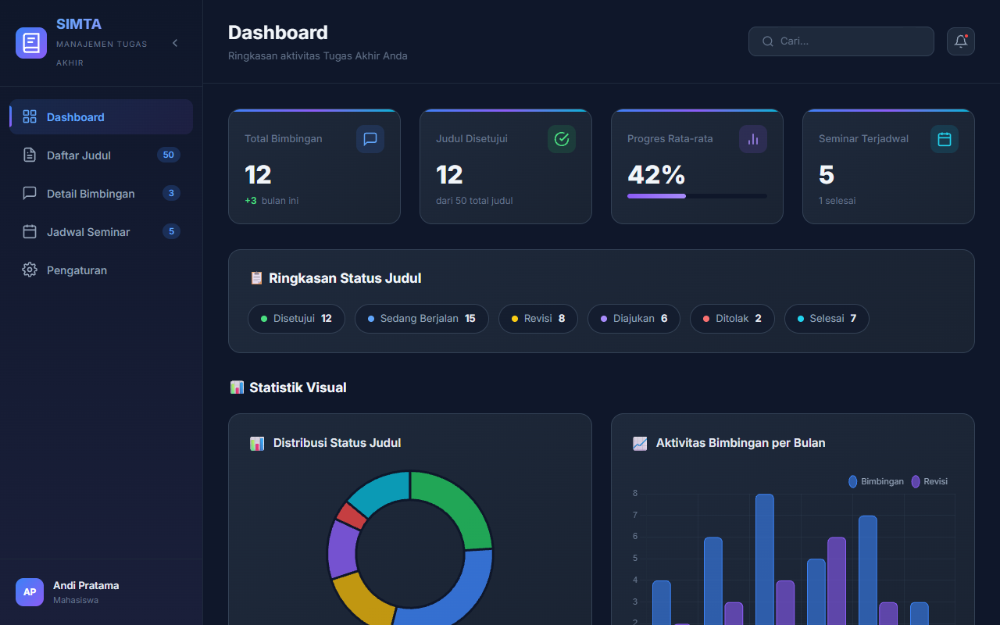 SIMTA
MANAJEMEN TUGAS
AKHIR
Dashboard
Daftar Judul 50
Detail Bimbingan 3
Jadwal Seminar 5
Pengaturan
AP
Andi Pratama
Mahasiswa
Dashboard
Ringkasan aktivitas Tugas Akhir Anda
Cari...
Total Bimbingan
12
+3 bulan ini
Judul Disetujui
12
dari 50 total judul
Progres Rata-rata
42%
Seminar Terjadwal
5
1 selesai
Ringkasan Status Judul
Disetujui 12
Sedang Berjalan 15
Revisi 8
Diajukan 6
Ditolak 2
Selesai 7
Statistik Visual
Distribusi Status Judul
Aktivitas Bimbingan per Bulan
Bimbingan
Revisi
8
7
6
5
4
3
2